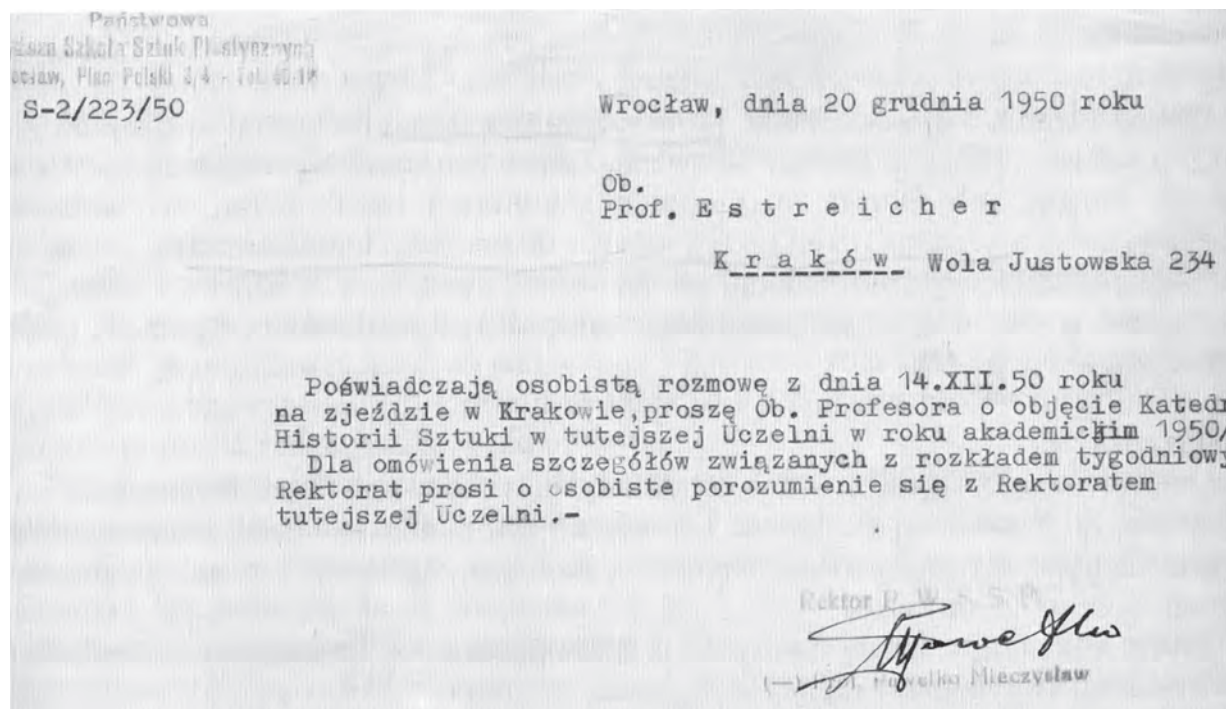 Państwowa
Szkoła Sztuk Plastycznych
Plac Polski 3/4 - Tel.
S-2/223/50
Wrocław, dnia 20 grudnia 1950 roku
Ob.
Prof. E s t r e i c h e r
K r a k ó w Wola Justowska 234
Poświadczają osobistą rozmowę z dnia 14.XII.50 roku
na zjeździe w Krakowie,proszę Ob. Profesora o objęcie Katedr
Historii Sztuki w tutejszej Uczelni w roku akademickim 1950/
Dla omówienia szczegółów związanych z rozkładem tygodniowy
Rektorat prosi o osobiste porozumienie się z Rektoratem
tutejszej Uczelni.-
Rektor P. W. S. S. P.
Mieczysław